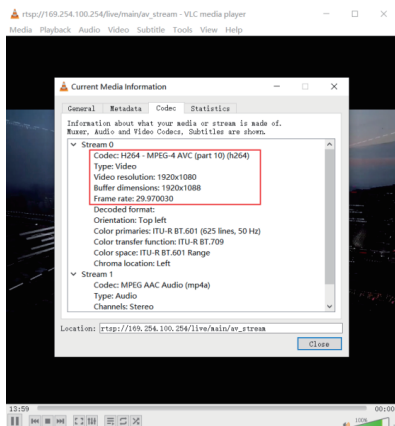 rtsp://169.254.100.254/live/main/av_stream - VLC media player
Media Playback Audio Video Subtitle Tools View Help
Current Media Information
General Metadata Codec Statistics
Information about what your media or stream is made of.
Muxer, Audio and Video Codecs, Subtitles are shown.
Stream 0
Codec: H264 - MPEG-4 AVC (part 10) (h264)
Type: Video
Video resolution: 1920x1080
Buffer dimensions: 1920x1088
Frame rate: 29.970030
Decoded format:
Orientation: Top left
Color primaries: ITU-R BT.601 (625 lines, 50 Hz)
Color transfer function: ITU-R BT.709
Color space: ITU-R BT.601 Range
Chroma location: Left
Stream 1
Codec: MPEG AAC Audio (mp4a)
Type: Audio
Channels: Stereo
Location: rtsp://169.254.100.254/live/main/av_stream
Close
13:59 00:00
100%